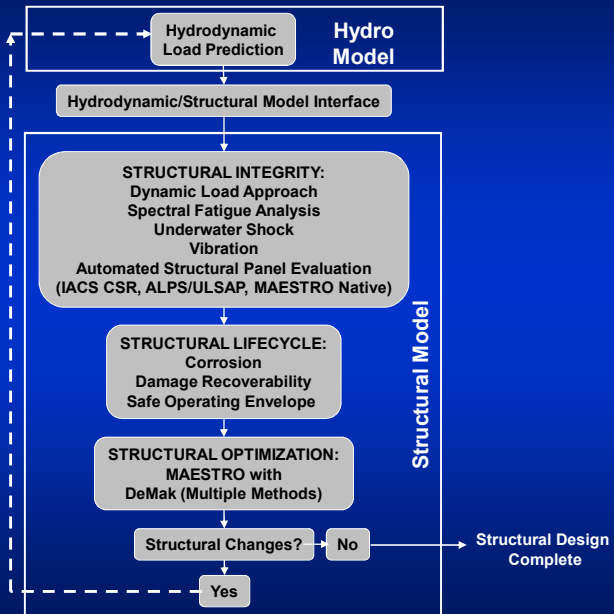 Hydrodynamic
Load Prediction
Hydro
Model
Hydrodynamic/Structural Model Interface
STRUCTURAL INTEGRITY:
Dynamic Load Approach
Spectral Fatigue Analysis
Underwater Shock
Vibration
Automated Structural Panel Evaluation
(IACS CSR, ALPS/ULSAP, MAESTRO Native)
STRUCTURAL LIFECYCLE:
Corrosion
Damage Recoverability
Safe Operating Envelope
Structural Model
STRUCTURAL OPTIMIZATION:
MAESTRO with
DeMak (Multiple Methods)
Structural Changes?
No
Structural Design
Complete
Yes